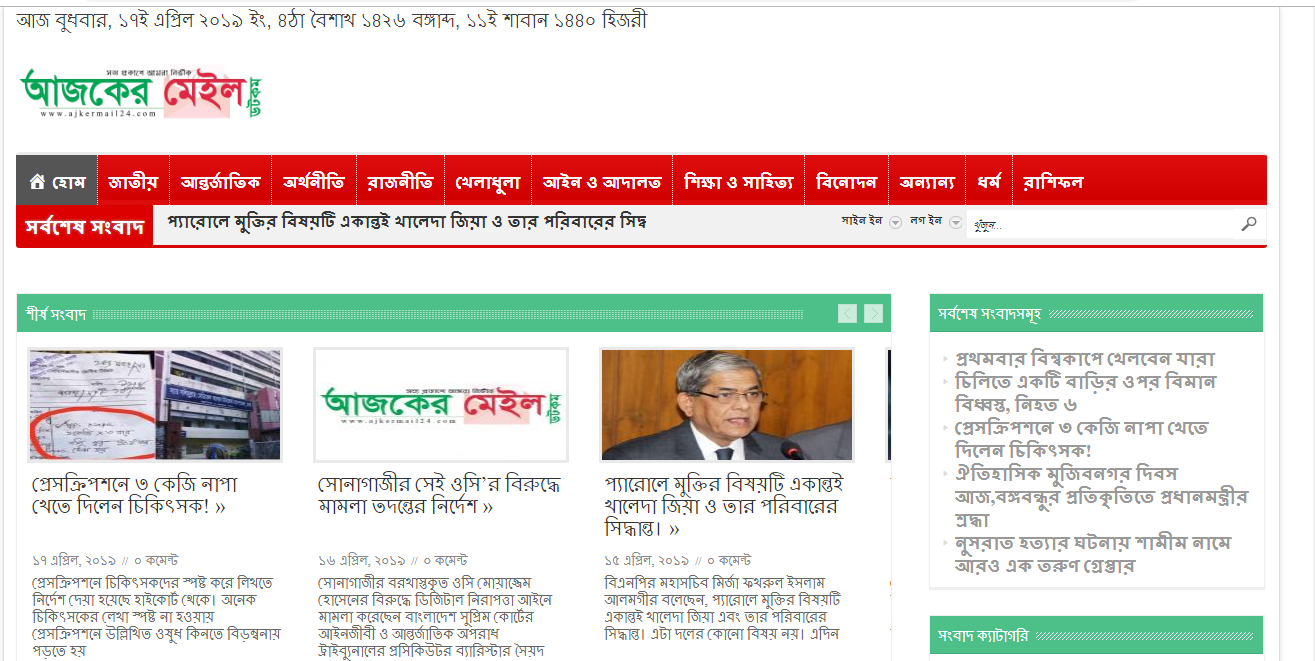 আজ বুধবার, ১৭ই এপ্রিল ২০১৯ ইং, ৪ঠা বৈশাখ ১৪২৬ বঙ্গাব্দ, ১১ই শাবান ১৪৪০ হিজরী
সত্য প্রকাশে আমরা নির্ভীক
আজকের মেইল ডটকম
www.ajkermail24.com
হোম জাতীয় আন্তর্জাতিক অর্থনীতি রাজনীতি খেলাধুলা আইন ও আদালত শিক্ষা ও সাহিত্য বিনোদন অন্যান্য ধর্ম রাশিফল
সর্বশেষ সংবাদ প্যারোলে মুক্তির বিষয়টি একান্তই খালেদা জিয়া ও তার পরিবারের সিদ্ব সাইন ইন লগ ইন খুঁজুন...
শীর্ষ সংবাদ
প্রেসক্রিপশনে ৩ কেজি নাপা
খেতে দিলেন চিকিৎসক! »
১৭ এপ্রিল, ২০১৯ // ০ কমেন্ট
প্রেসক্রিপশনে চিকিৎসকদের স্পষ্ট করে লিখতে
নির্দেশ দেয়া হয়েছে হাইকোর্ট থেকে। অনেক
চিকিৎসকের লেখা স্পষ্ট না হওয়ায়
প্রেসক্রিপশনে উল্লিখিত ওষুধ কিনতে বিড়ম্বনায়
পড়তে হয়
সত্য প্রকাশে আমরা নির্ভীক
আজকের মেইল ডটকম
www.ajkermail24.com
সোনাগাজীর সেই ওসি’র বিরুদ্ধে
মামলা তদন্তের নির্দেশ »
১৬ এপ্রিল, ২০১৯ // ০ কমেন্ট
সোনাগাজীর বরখাস্তকৃত ওসি মোয়াজ্জেম
হোসেনের বিরুদ্ধে ডিজিটাল নিরাপত্তা আইনে
মামলা করেছেন বাংলাদেশ সুপ্রিম কোর্টের
আইনজীবী ও আন্তর্জাতিক অপরাধ
ট্রাইব্যুনালের প্রসিকিউটর ব্যারিস্টার সৈয়দ
প্যারোলে মুক্তির বিষয়টি একান্তই
খালেদা জিয়া ও তার পরিবারের
সিদ্ধান্ত। »
১৫ এপ্রিল, ২০১৯ // ০ কমেন্ট
বিএনপির মহাসচিব মির্জা ফখরুল ইসলাম
আলমগীর বলেছেন, প্যারোলে মুক্তির বিষয়টি
একান্তই খালেদা জিয়া এবং তার পরিবারের
সিদ্ধান্ত। এটা দলের কোনো বিষয় নয়। এদিন
সর্বশেষ সংবাদসমূহ
প্রথমবার বিশ্বকাপে খেলবেন যারা
চিলিতে একটি বাড়ির ওপর বিমান
বিধ্বস্ত, নিহত ৬
প্রেসক্রিপশনে ৩ কেজি নাপা খেতে
দিলেন চিকিৎসক!
ঐতিহাসিক মুজিবনগর দিবস
আজ,বঙ্গবন্ধুর প্রতিকৃতিতে প্রধানমন্ত্রীর
শ্রদ্ধা
নুসরাত হত্যার ঘটনায় শামীম নামে
আরও এক তরুণ গ্রেপ্তার
সংবাদ ক্যাটাগরি